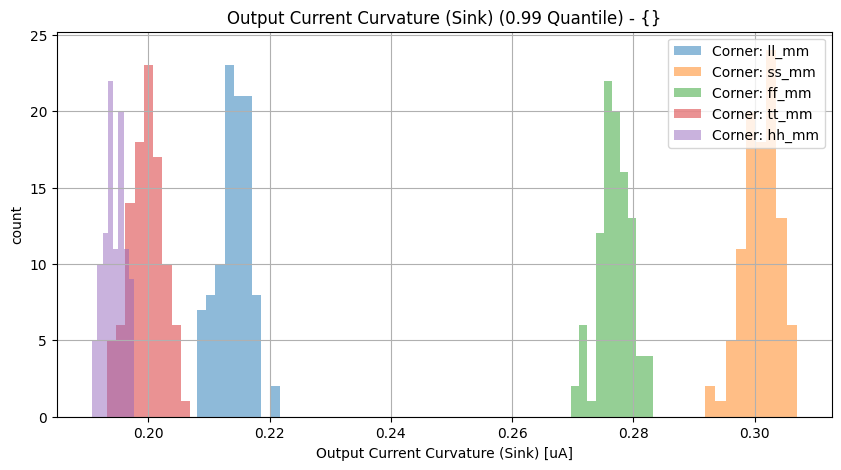 Output Current Curvature (Sink) (0.99 Quantile) - {}
25
20
15
10
5
0
count
Corner: ll_mm
Corner: ss_mm
Corner: ff_mm
Corner: tt_mm
Corner: hh_mm
0.20 0.22 0.24 0.26 0.28 0.30
Output Current Curvature (Sink) [uA]